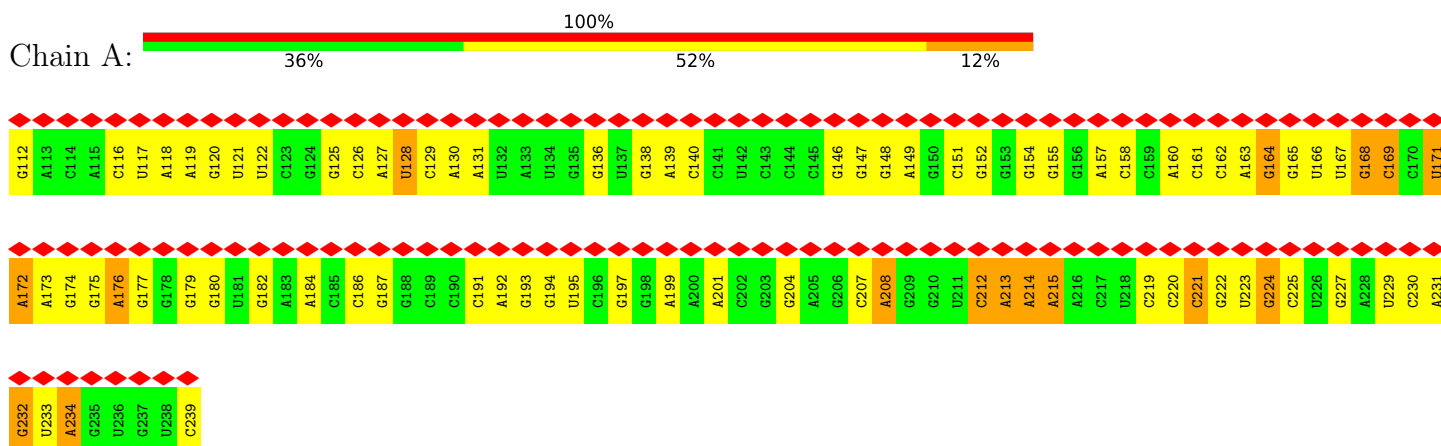 100%
Chain A:
36% 52% 12%
G112 A113 C114 A115 C116 U117 A118 A119 G120 U121 U122 C123 G124 G125 C126 A127 U128 C129 A130 A131 U132 A133 U134 G135 G136 U137 G138 A139 C140 C141 U142 C143 C144 C145 G146 G147 G148 A149 G150 C151 G152 G153 G154 G155 G156 A157 C158 C159 A160 C161 C162 A163 G164 G165 U166 U167 G168 C169 C170 U171
A172 A173 G174 G175 A176 G177 G178 G179 G180 U181 G182 A183 A184 C185 C186 G187 G188 C189 C190 C191 A192 G193 G194 U195 C196 G197 G198 A199 A200 A201 C202 G203 G204 A205 G206 C207 A208 G209 G210 U211 C212 A213 A214 A215 A216 C217 U218 C219 C220 C221 G222 U223 G224 C225 U226 G227 A228 U229 C230 A231
G232 U233 A234 G235 U236 G237 U238 C239